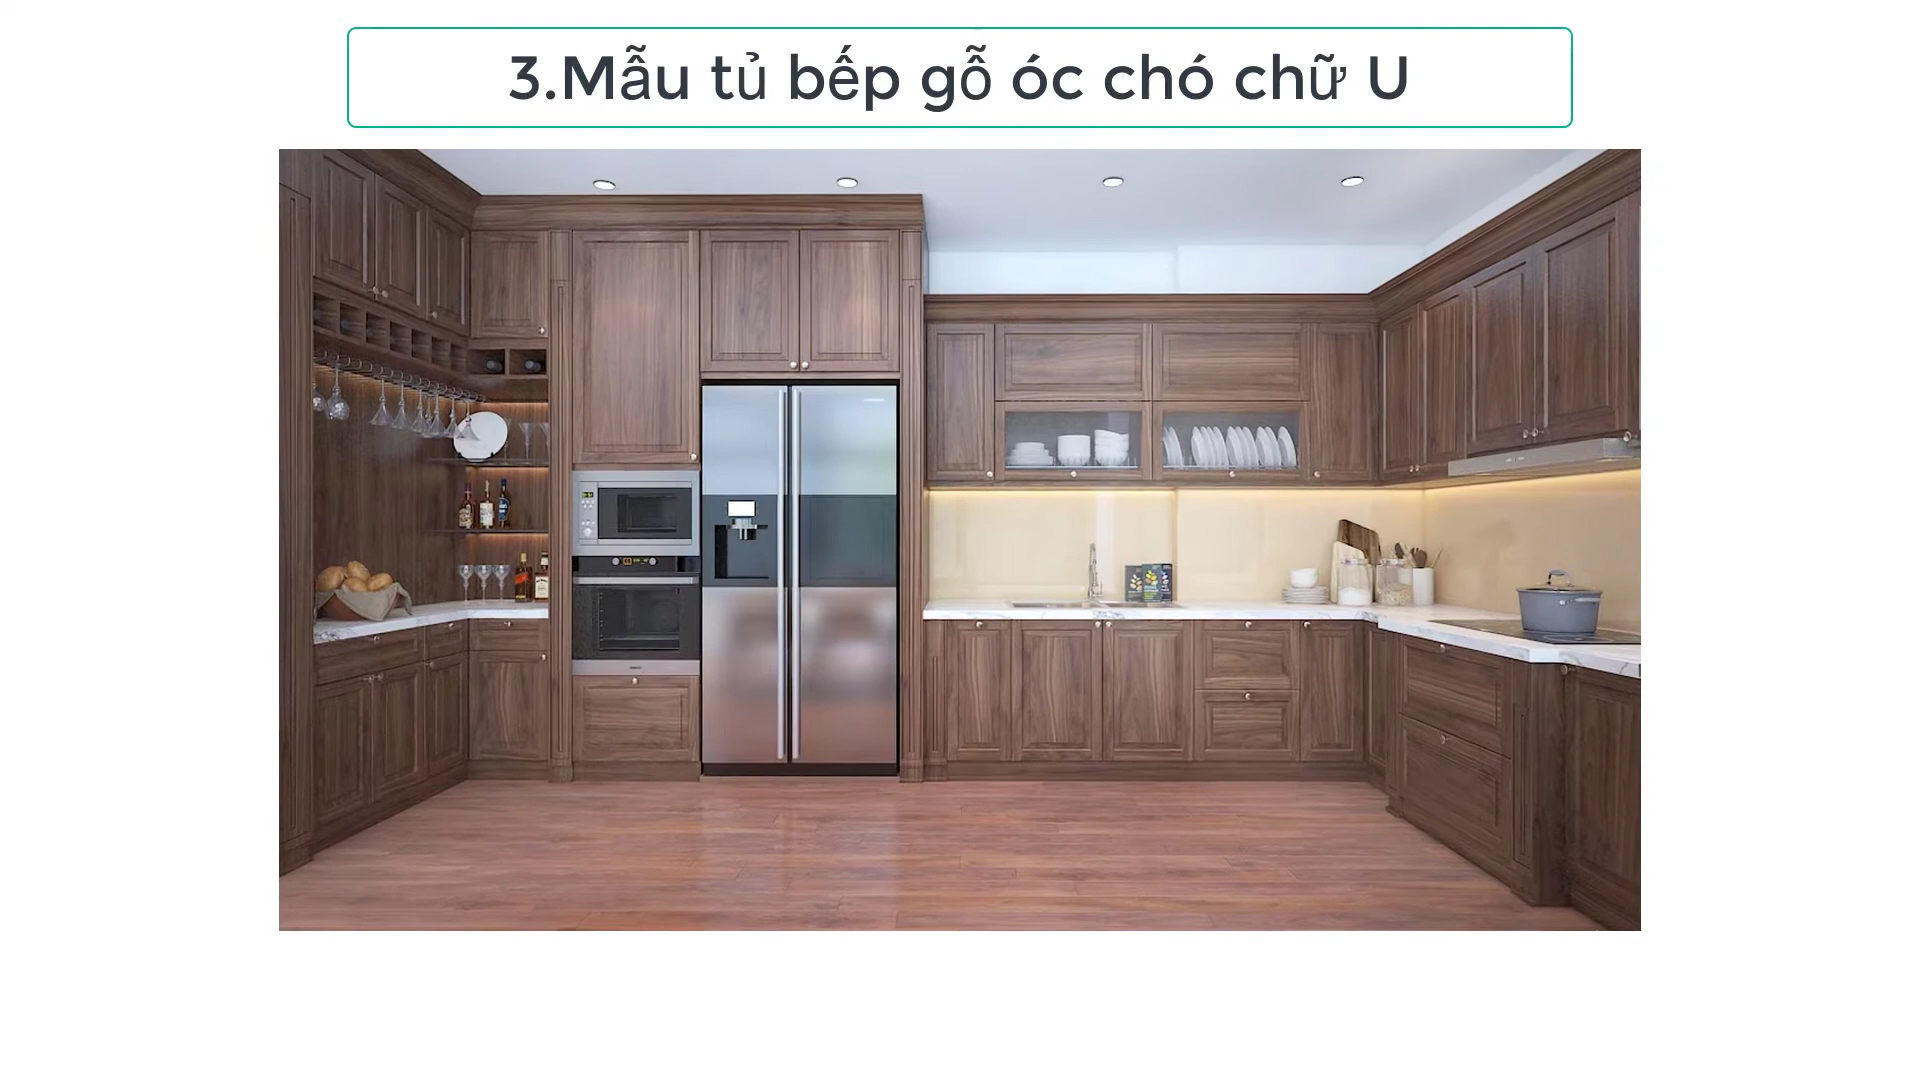 3.Mẫu tủ bếp gỗ óc chó chữ U